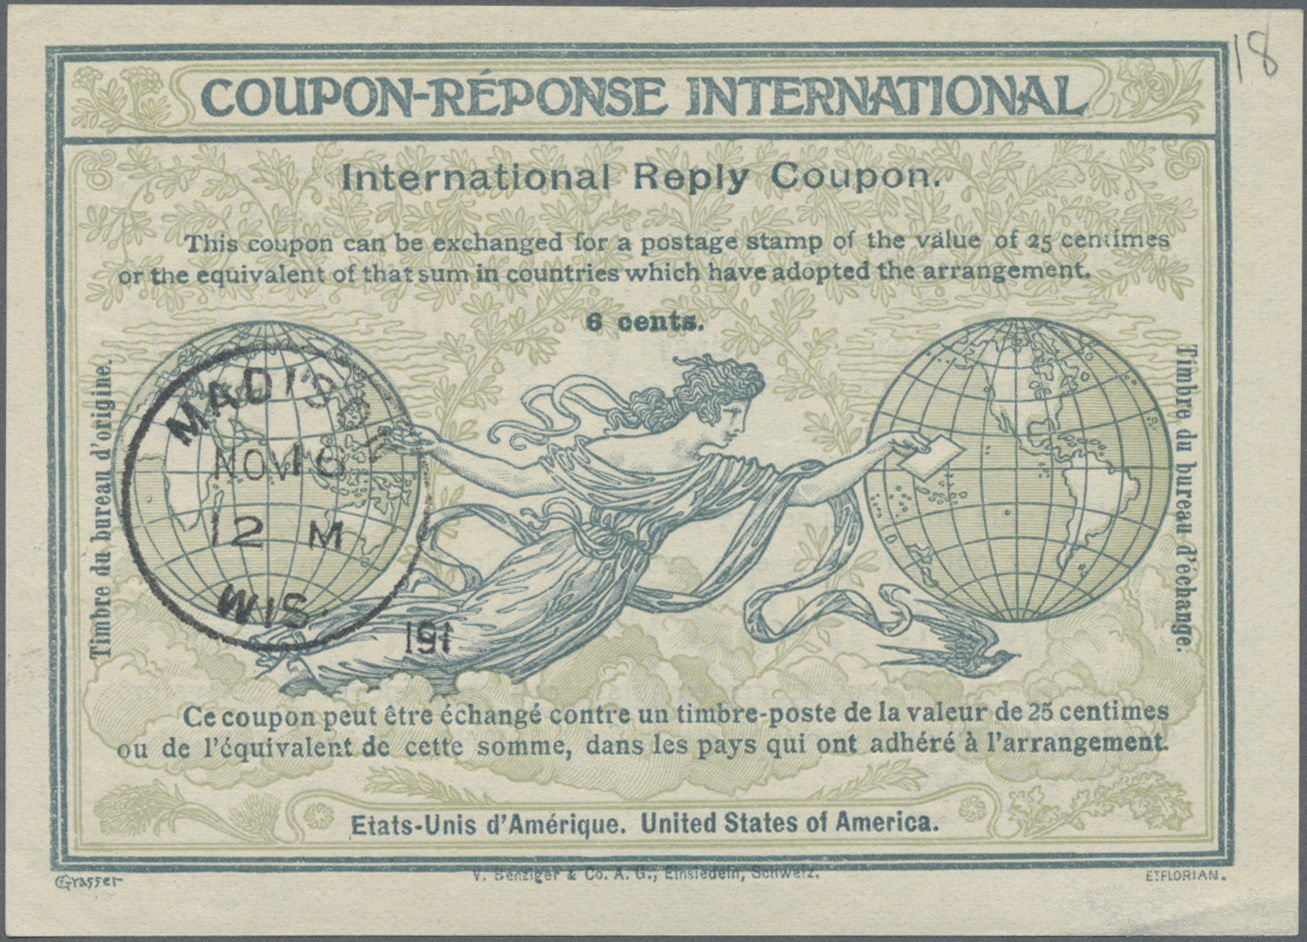 18
COUPON-RÉPONSE INTERNATIONAL
International Reply Coupon.
This coupon can be exchanged for a postage stamp of the value of 25 centimes
or the equivalent of that sum in countries which have adopted the arrangement.
6 cents.
Timbre du bureau d'origine.
MADISON
NOV 18
12 M
WIS.
191
Timbre du bureau d'échange.
Ce coupon peut être échangé contre un timbre-poste de la valeur de 25 centimes
ou de l'équivalent de cette somme, dans les pays qui ont adhéré à l'arrangement.
Etats-Unis d'Amérique. United States of America.
Grasser
V. Benziger & Co. A. G., Einsiedeln, Schweiz.
E. FLORIAN.